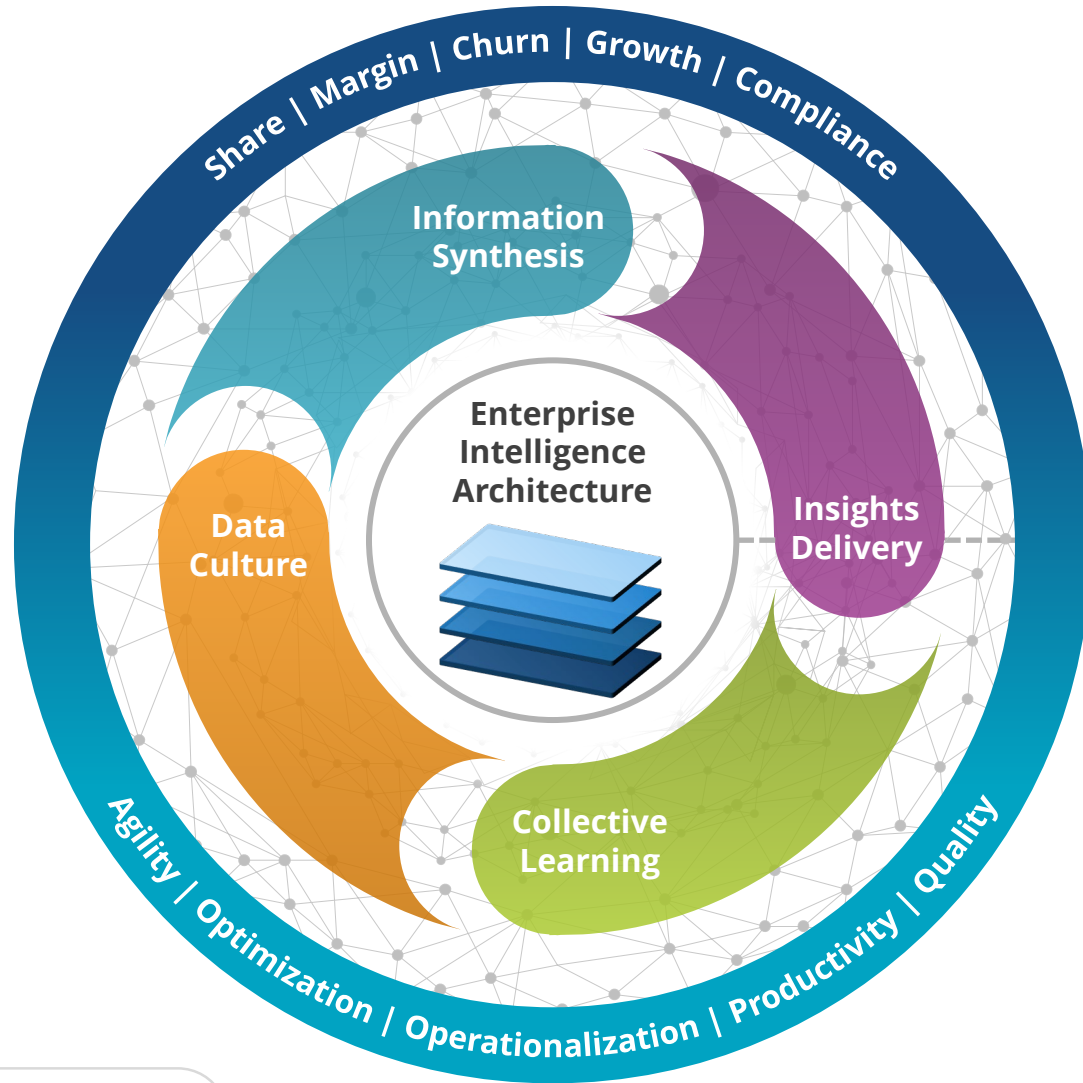 Share | Margin | Churn | Growth | Compliance
Information
Synthesis
Enterprise
Intelligence
Architecture
Insights
Delivery
Data
Culture
Collective
Learning
Agility | Optimization | Operationalization | Productivity | Quality